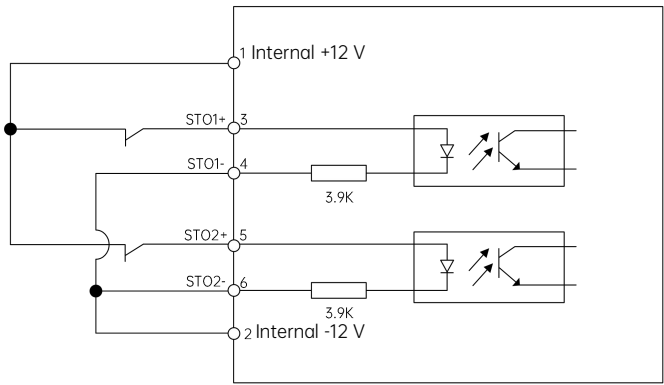 1 Internal +12 V
STO1+ 3
STO1- 4
3.9K
STO2+ 5
STO2- 6
3.9K
2 Internal -12 V